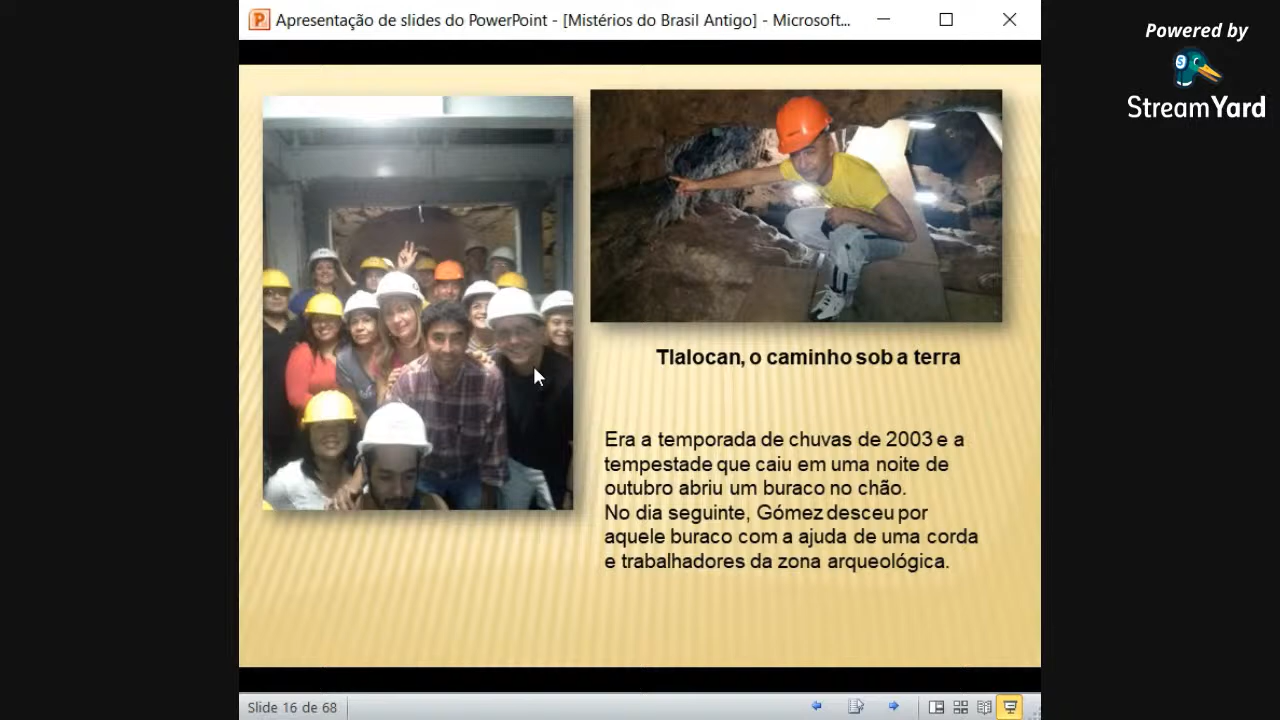 Apresentação de slides do PowerPoint - [Mistérios do Brasil Antigo] - Microsoft...
Powered by
StreamYard
Tlalocan, o caminho sob a terra
Era a temporada de chuvas de 2003 e a
tempestade que caiu em uma noite de
outubro abriu um buraco no chão.
No dia seguinte, Gómez desceu por
aquele buraco com a ajuda de uma corda
e trabalhadores da zona arqueológica.
Slide 16 de 68